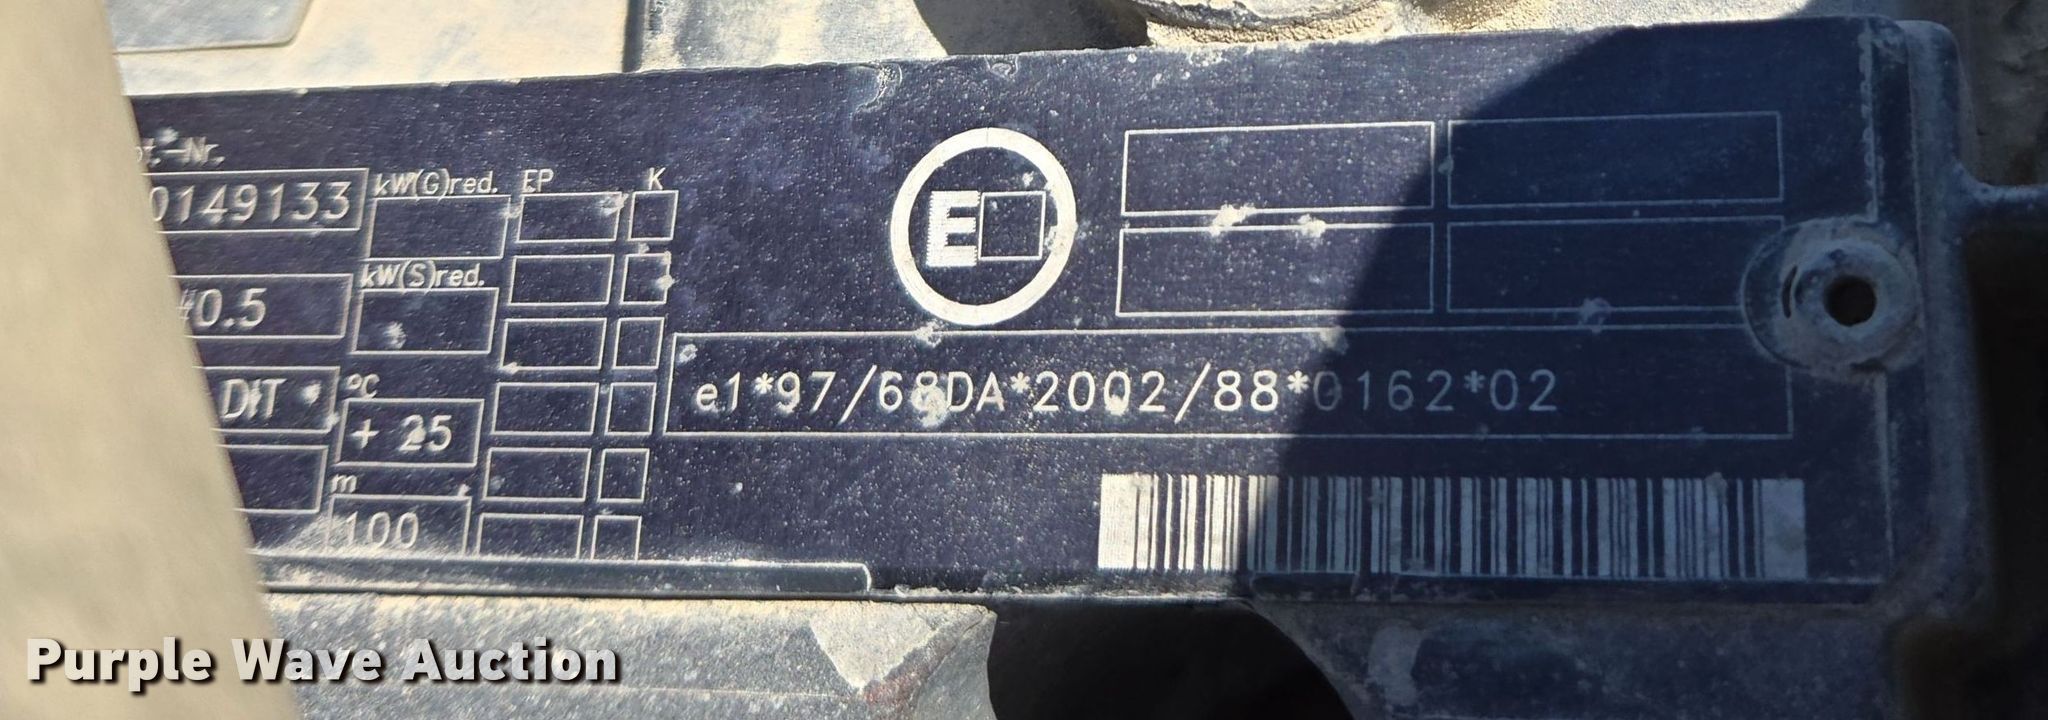 kW(G)red. EP K
0149133
kW(S)red.
0.5
°C
DIT + 25
m
100
E
e1*97/68DA*2002/88*0162*02
Purple Wave Auction